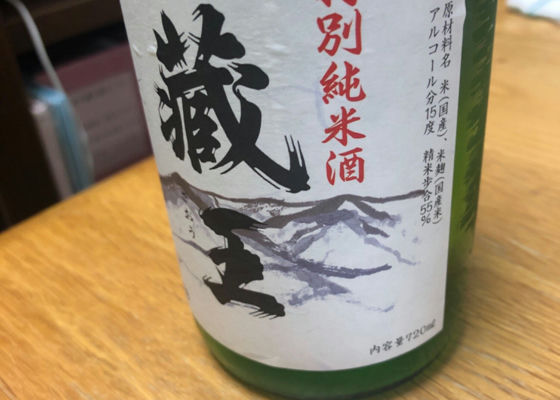 原材料名 米(国産)、米麹(国産米)
アルコール分15度 精米歩合55%
特別純米酒
蔵王
おう
内容量720ml